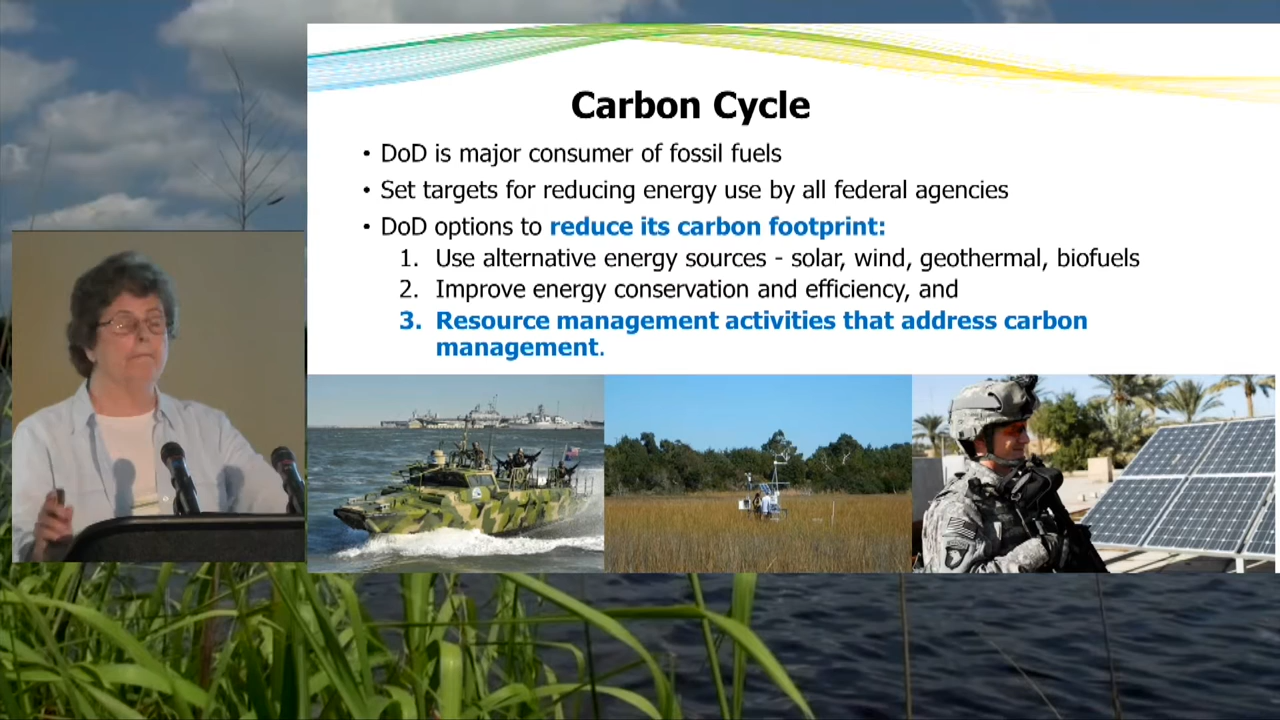 Carbon Cycle
• DoD is major consumer of fossil fuels
• Set targets for reducing energy use by all federal agencies
• DoD options to reduce its carbon footprint:
1. Use alternative energy sources - solar, wind, geothermal, biofuels
2. Improve energy conservation and efficiency, and
3. Resource management activities that address carbon
management.